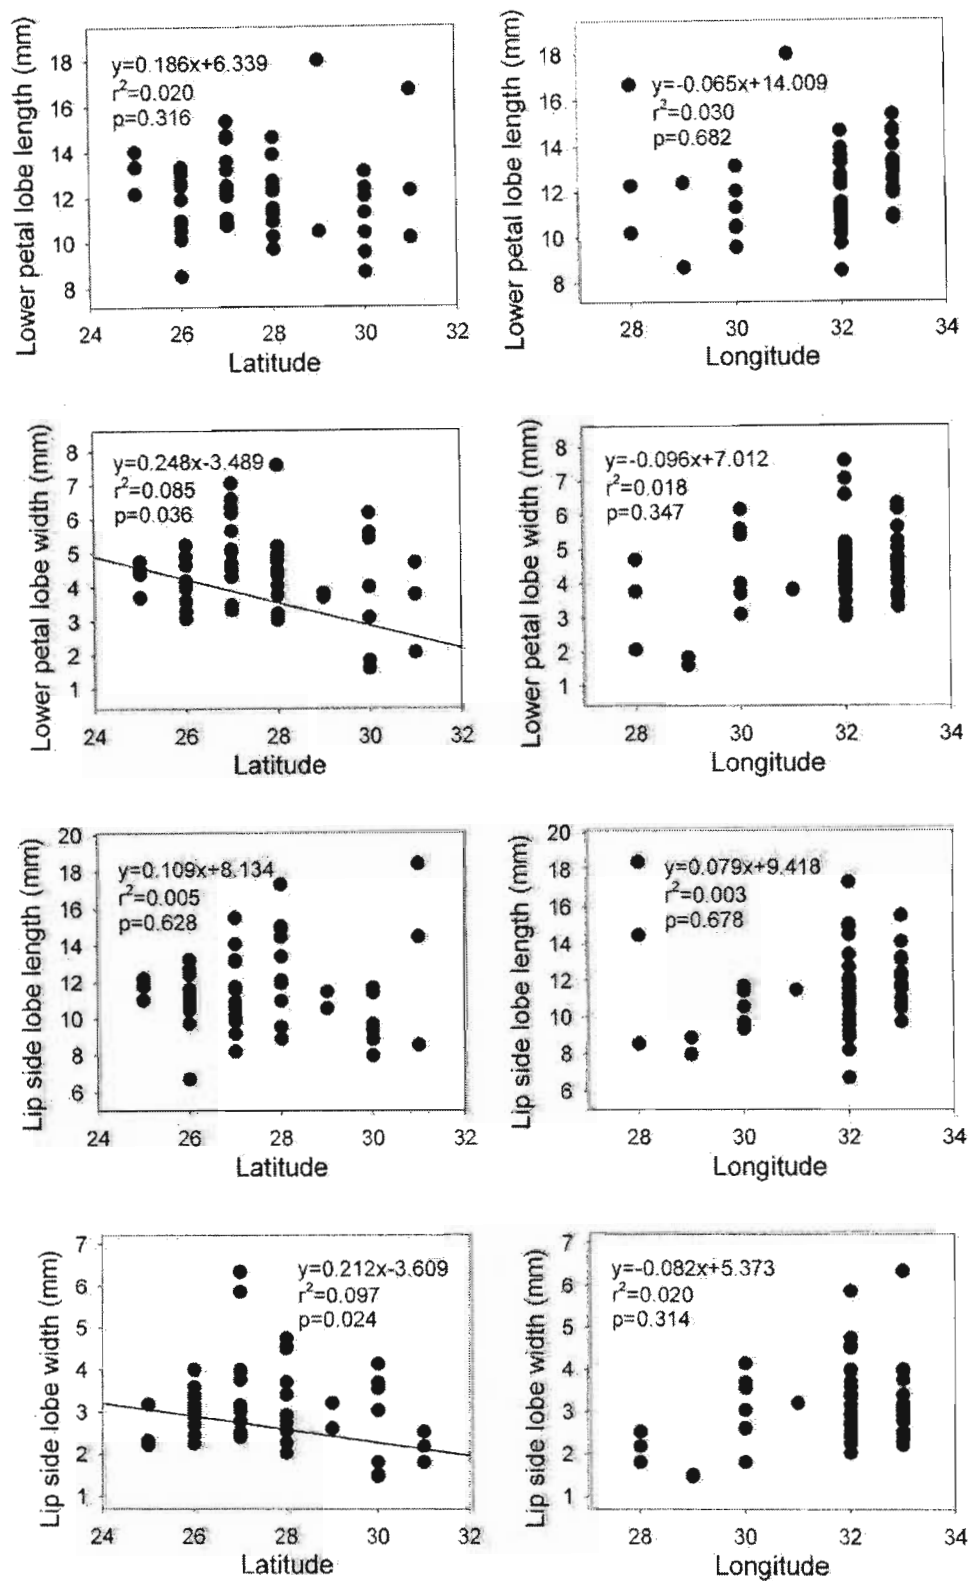 Lower petal lobe length (mm)
18
16
14
12
10
8
y=0.186x+6.339
r²=0.020
p=0.316
24 26 28 30 32
Latitude
Lower petal lobe length (mm)
18
16
14
12
10
8
y=-0.065x+14.009
r²=0.030
p=0.682
28 30 32 34
Longitude
Lower petal lobe width (mm)
8
7
6
5
4
3
2
1
y=0.248x-3.489
r²=0.085
p=0.036
24 26 28 30 32
Latitude
Lower petal lobe width (mm)
8
7
6
5
4
3
2
1
y=-0.096x+7.012
r²=0.018
p=0.347
28 30 32 34
Longitude
Lip side lobe length (mm)
20
18
16
14
12
10
8
6
y=0.109x+8.134
r²=0.005
p=0.628
24 26 28 30 32
Latitude
Lip side lobe length (mm)
20
18
16
14
12
10
8
6
y=0.079x+9.418
r²=0.003
p=0.678
28 30 32 34
Longitude
Lip side lobe width (mm)
7
6
5
4
3
2
1
y=0.212x-3.609
r²=0.097
p=0.024
24 26 28 30 32
Latitude
Lip side lobe width (mm)
7
6
5
4
3
2
1
y=-0.082x+5.373
r²=0.020
p=0.314
28 30 32 34
Longitude